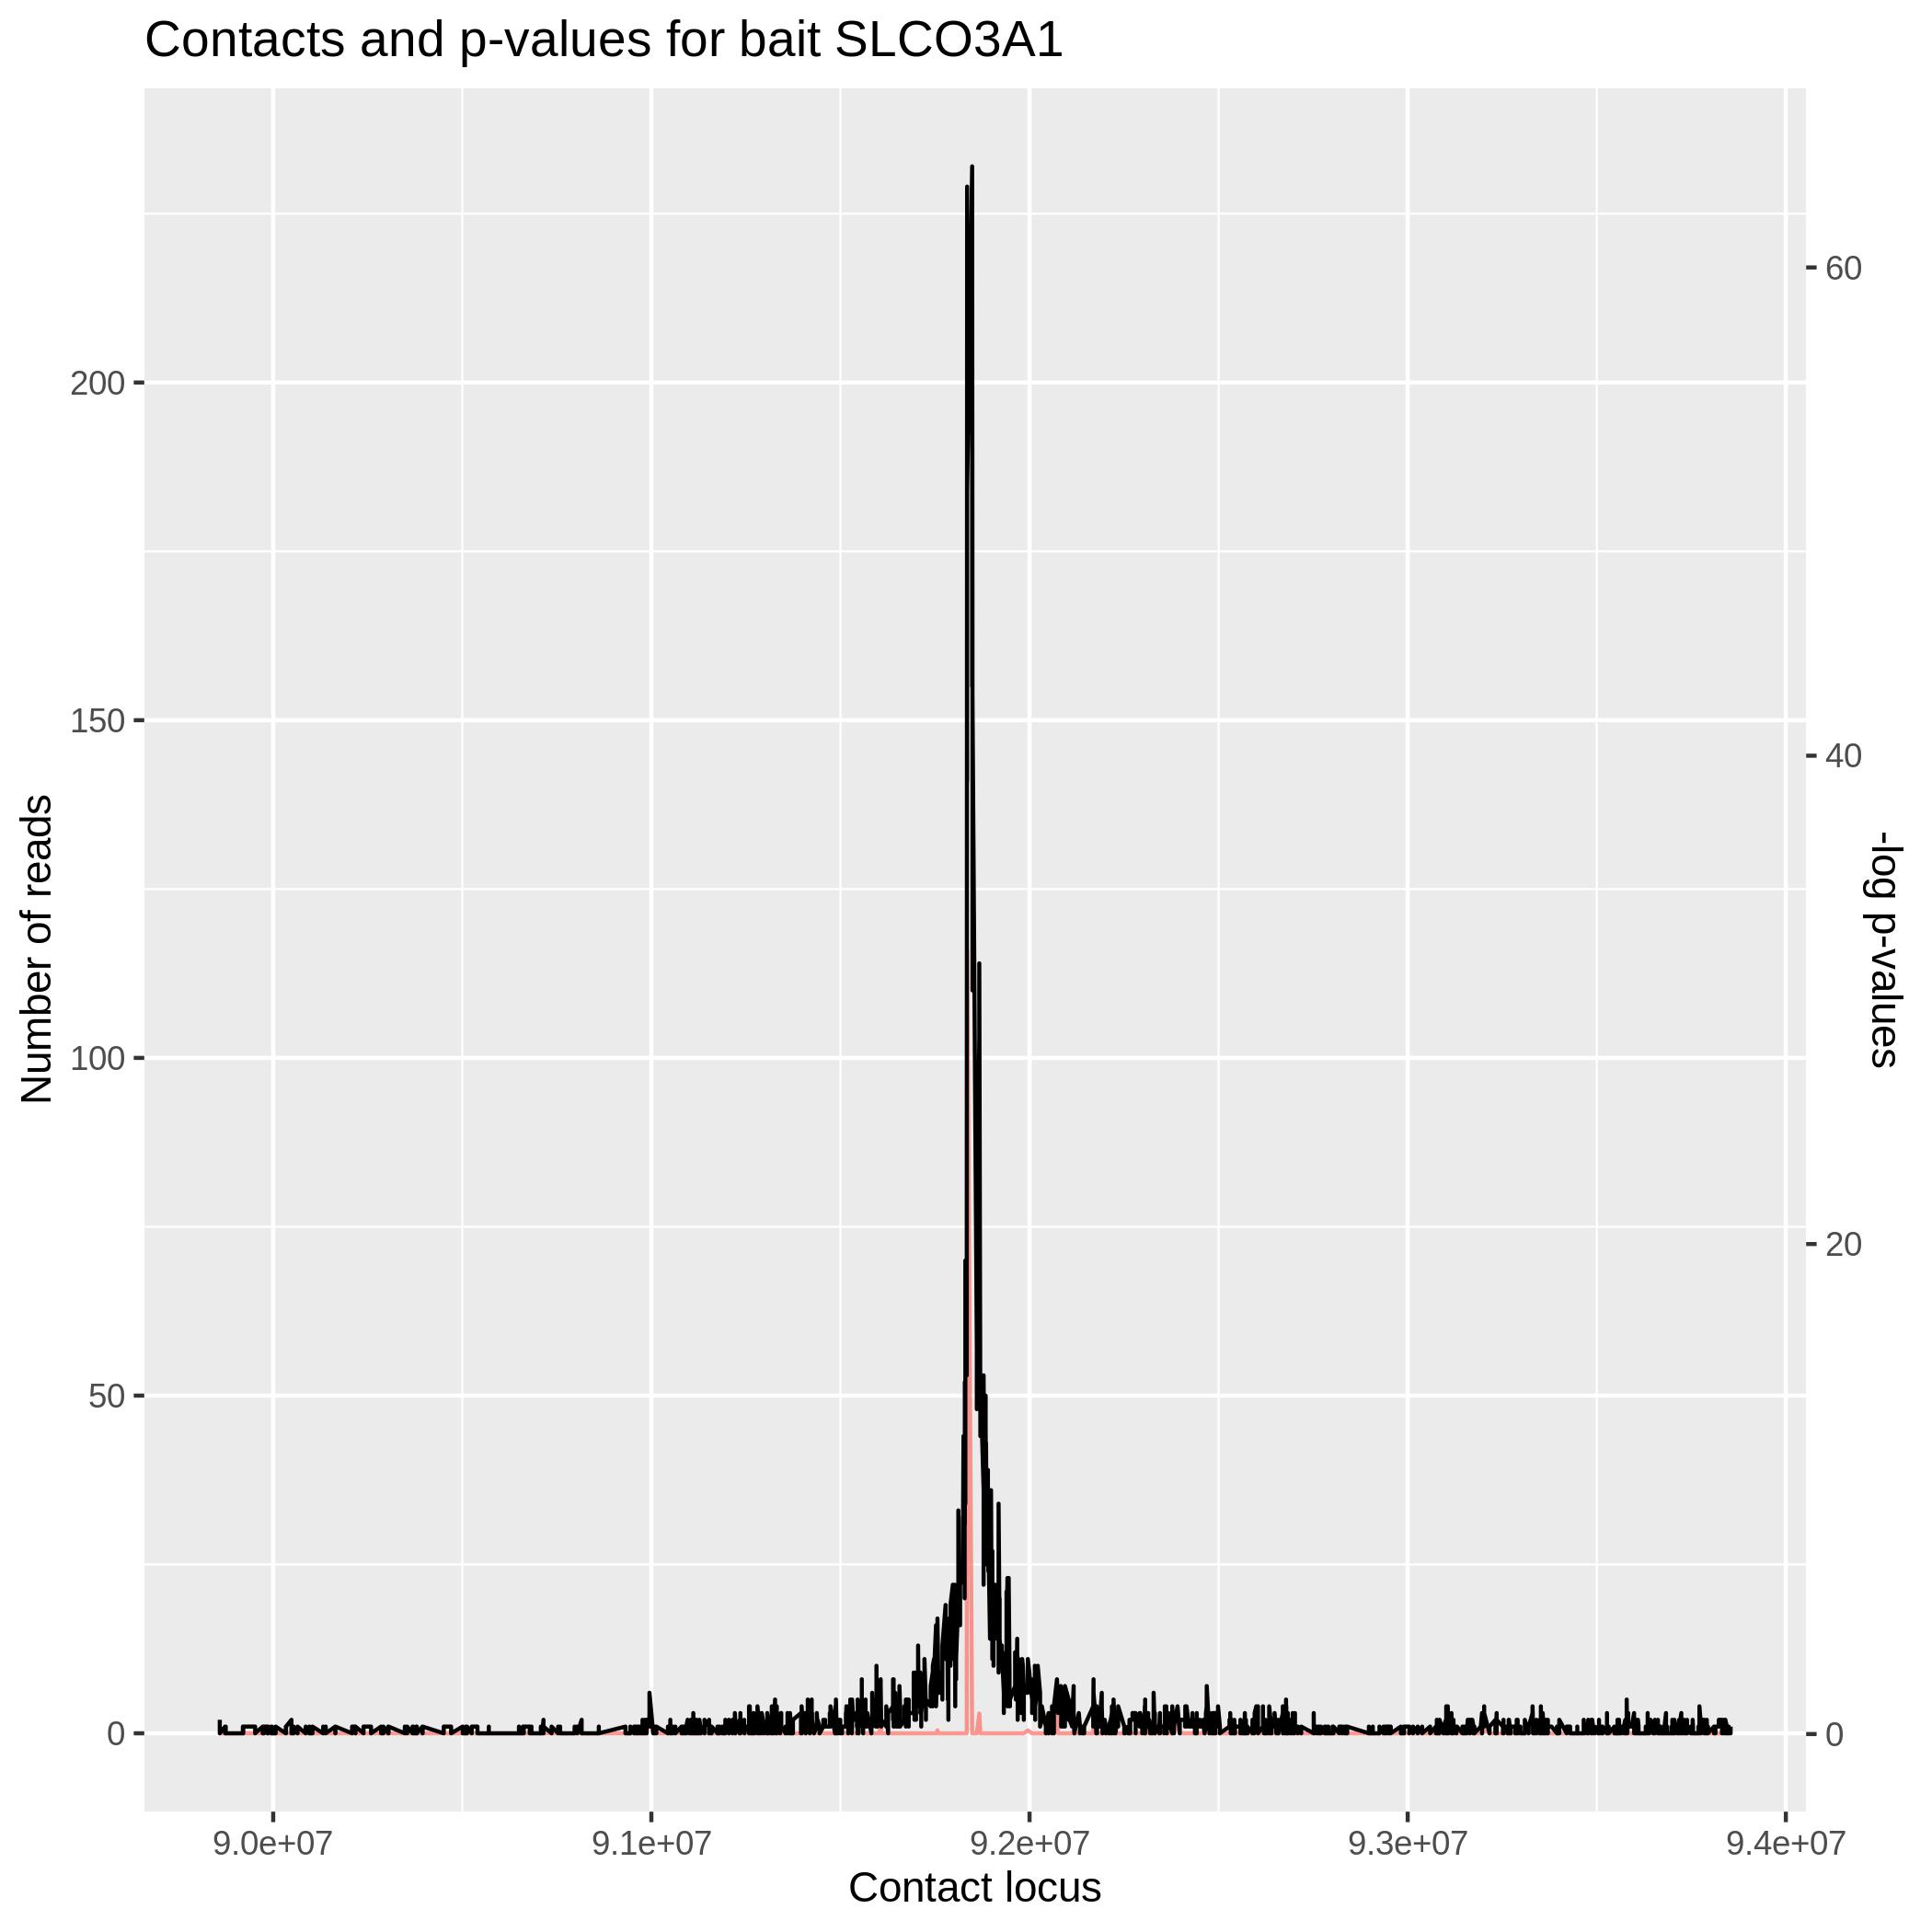 Contacts and p-values for bait SLCO3A1
Number of reads
200
150
100
50
0
60
40
20
0
-log p-values
9.0e+07
9.1e+07
9.2e+07
9.3e+07
9.4e+07
Contact locus